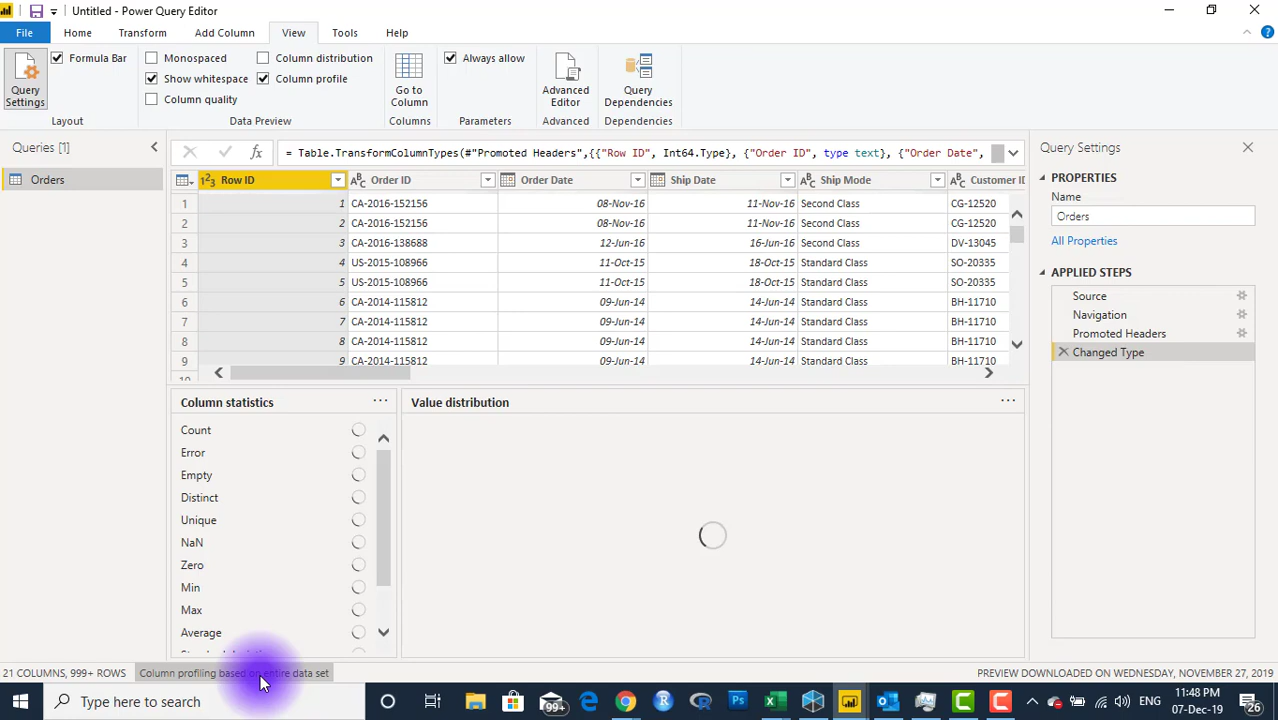 Untitled - Power Query Editor
File Home Transform Add Column View Tools Help
Query Settings
Formula Bar
Monospaced
Show whitespace
Column quality
Column distribution
Column profile
Go to Column
Always allow
Advanced Editor
Query Dependencies
Layout Data Preview Columns Parameters Advanced Dependencies
Queries [1]
Orders
= Table.TransformColumnTypes(#"Promoted Headers",{{"Row ID", Int64.Type}, {"Order ID", type text}, {"Order Date",
Row ID Order ID Order Date Ship Date Ship Mode Customer ID
1 1 CA-2016-152156 08-Nov-16 11-Nov-16 Second Class CG-12520
2 2 CA-2016-152156 08-Nov-16 11-Nov-16 Second Class CG-12520
3 3 CA-2016-138688 12-Jun-16 16-Jun-16 Second Class DV-13045
4 4 US-2015-108966 11-Oct-15 18-Oct-15 Standard Class SO-20335
5 5 US-2015-108966 11-Oct-15 18-Oct-15 Standard Class SO-20335
6 6 CA-2014-115812 09-Jun-14 14-Jun-14 Standard Class BH-11710
7 7 CA-2014-115812 09-Jun-14 14-Jun-14 Standard Class BH-11710
8 8 CA-2014-115812 09-Jun-14 14-Jun-14 Standard Class BH-11710
9 9 CA-2014-115812 09-Jun-14 14-Jun-14 Standard Class BH-11710
10
Column statistics
Count
Error
Empty
Distinct
Unique
NaN
Zero
Min
Max
Average
Value distribution
Query Settings
PROPERTIES
Name
Orders
All Properties
APPLIED STEPS
Source
Navigation
Promoted Headers
Changed Type
21 COLUMNS, 999+ ROWS Column profiling based on entire data set PREVIEW DOWNLOADED ON WEDNESDAY, NOVEMBER 27, 2019
Type here to search
99+
ENG
11:48 PM
07-Dec-19
26